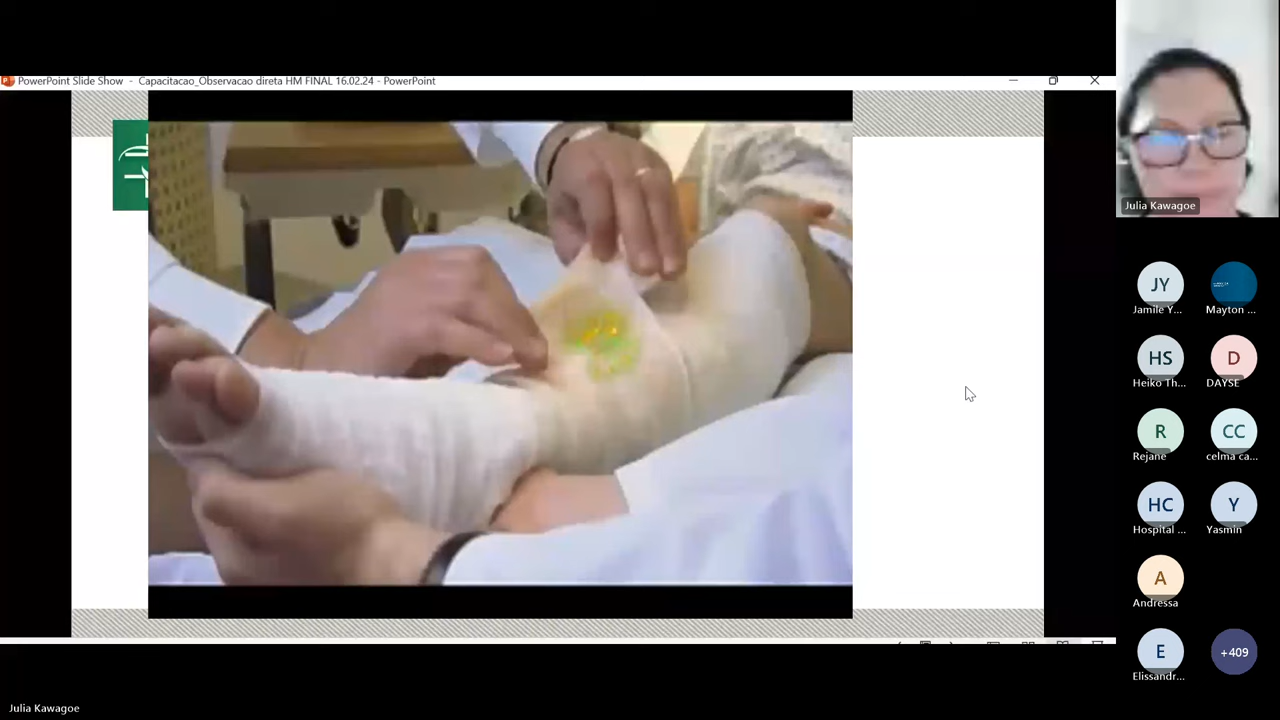 PowerPoint Slide Show - Capacitacao_Observacao direta HM FINAL 16.02.24 - PowerPoint
Julia Kawagoe
JY
Jamile Y...
Mayton ...
HS
Heiko Th...
D
DAYSE
R
Rejane
CC
celma ca...
HC
Hospital ...
Y
Yasmin
A
Andressa
E
Elissandr...
+409
Julia Kawagoe